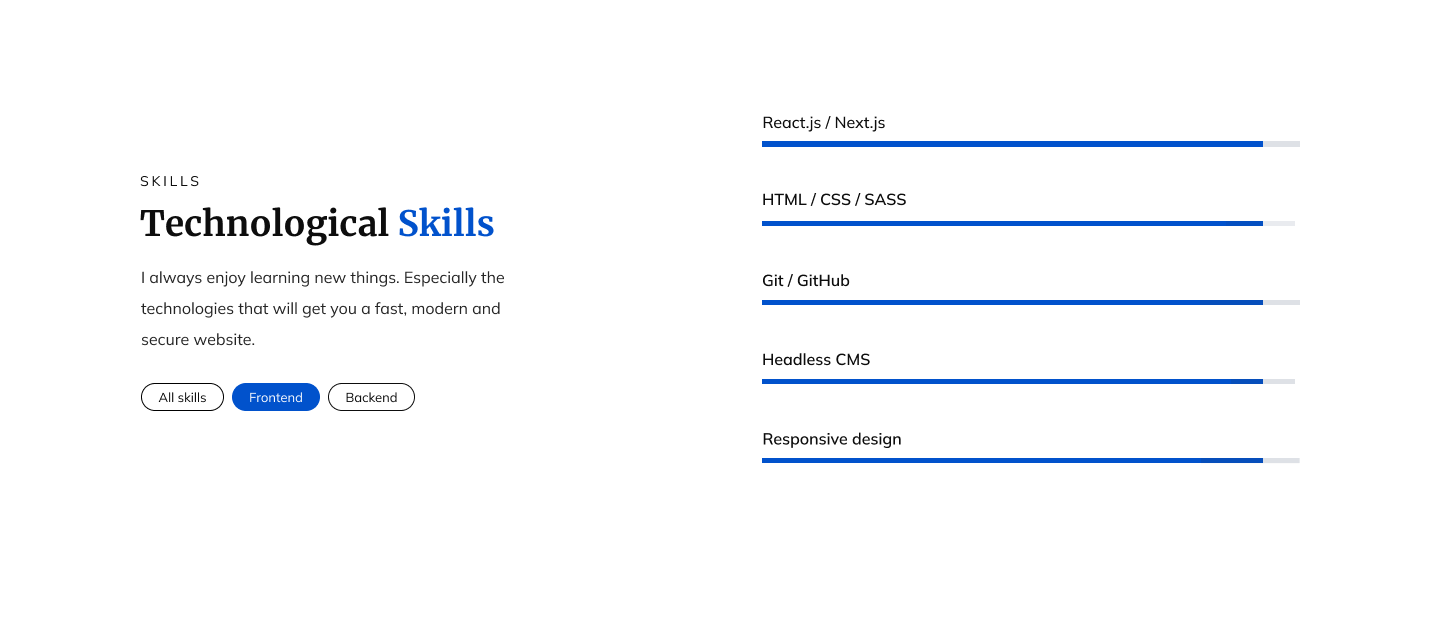 SKILLS
Technological Skills
I always enjoy learning new things. Especially the
technologies that will get you a fast, modern and
secure website.
All skills
Frontend
Backend
React.js / Next.js
HTML / CSS / SASS
Git / GitHub
Headless CMS
Responsive design